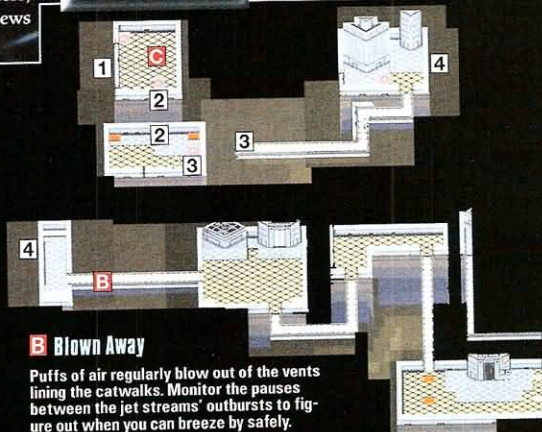 ews
C
1
2
4
2
3
3
4
B
B Blown Away
Puffs of air regularly blow out of the vents
lining the catwalks. Monitor the pauses
between the jet streams' outbursts to fig-
ure out when you can breeze by safely.